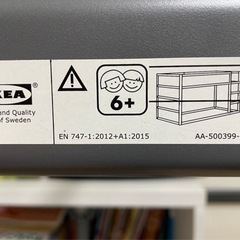 KEA
and Quality
of Sweden
6+
EN 747-1:2012+A1:2015
AA-500399-